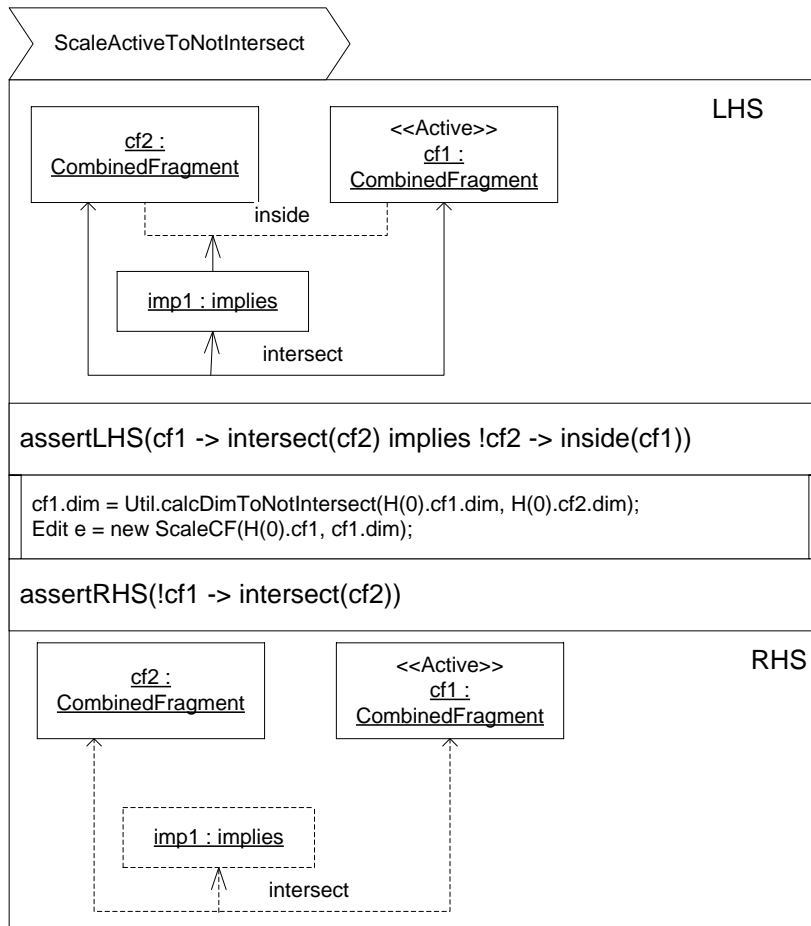 ScaleActiveToNotIntersect
LHS
cf2 :
CombinedFragment
<<Active>>
cf1 :
CombinedFragment
inside
imp1 : implies
intersect
assertLHS(cf1 -> intersect(cf2) implies !cf2 -> inside(cf1))
cf1.dim = Util.calcDimToNotIntersect(H(0).cf1.dim, H(0).cf2.dim);
Edit e = new ScaleCF(H(0).cf1, cf1.dim);
assertRHS(!cf1 -> intersect(cf2))
RHS
cf2 :
CombinedFragment
<<Active>>
cf1 :
CombinedFragment
imp1 : implies
intersect